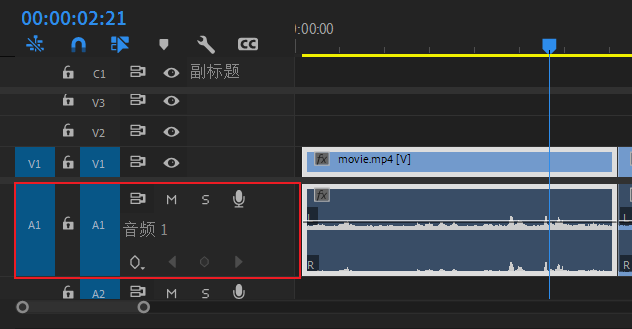 00:00:02:21
:00:00
CC
C1 副标题
V3
V2
V1 V1 fx movie.mp4 [V]
fx
M S
A1 A1 L
音频 1
R
A2 M S